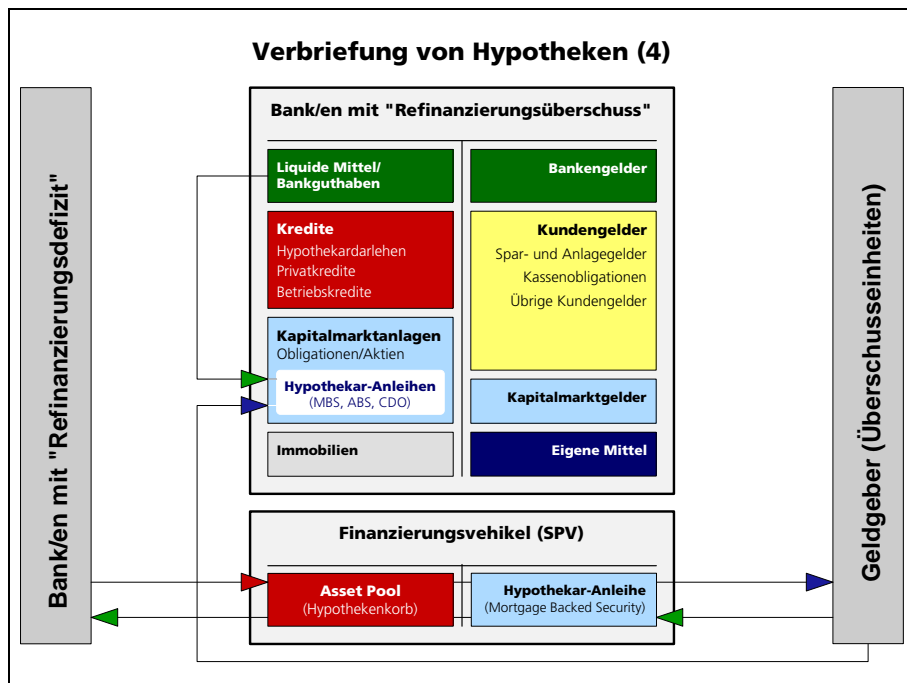 Verbriefung von Hypotheken (4)
Bank/en mit "Refinanzierungsdefizit"
Bank/en mit "Refinanzierungsüberschuss"
Liquide Mittel/
Bankguthaben
Kredite
Hypothekardarlehen
Privatkredite
Betriebskredite
Kapitalmarktanlagen
Obligationen/Aktien
Hypothekar-Anleihen
(MBS, ABS, CDO)
Immobilien
Bankengelder
Kundengelder
Spar- und Anlagegelder
Kassenobligationen
Übrige Kundengelder
Kapitalmarktgelder
Eigene Mittel
Finanzierungsvehikel (SPV)
Asset Pool
(Hypothekenkorb)
Hypothekar-Anleihe
(Mortgage Backed Security)
Geldgeber (Überschusseinheiten)